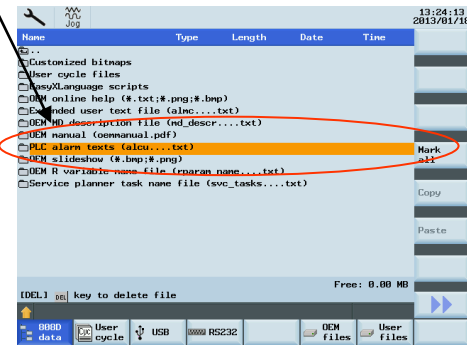 13:24:13
Jog
2013/01/18
Name Type Length Date Time
..
Customized bitmaps
User cycle files
EasyXLanguage scripts
OEM online help (*.txt;*.png;*.bmp)
Extended user text file (almc....txt)
OEM MD description file (md_descr....txt)
OEM manual (oemmanual.pdf)
PLC alarm texts (alcu....txt)
OEM slideshow (*.bmp;*.png)
OEM R variable name file (rparam_name....txt)
Service planner task name file (svc_tasks....txt)
Mark
all
Copy
Paste
Free: 0.00 MB
[DEL] DEL key to delete file
808D
data
User
cycle
USB
RS232
OEM
files
User
files